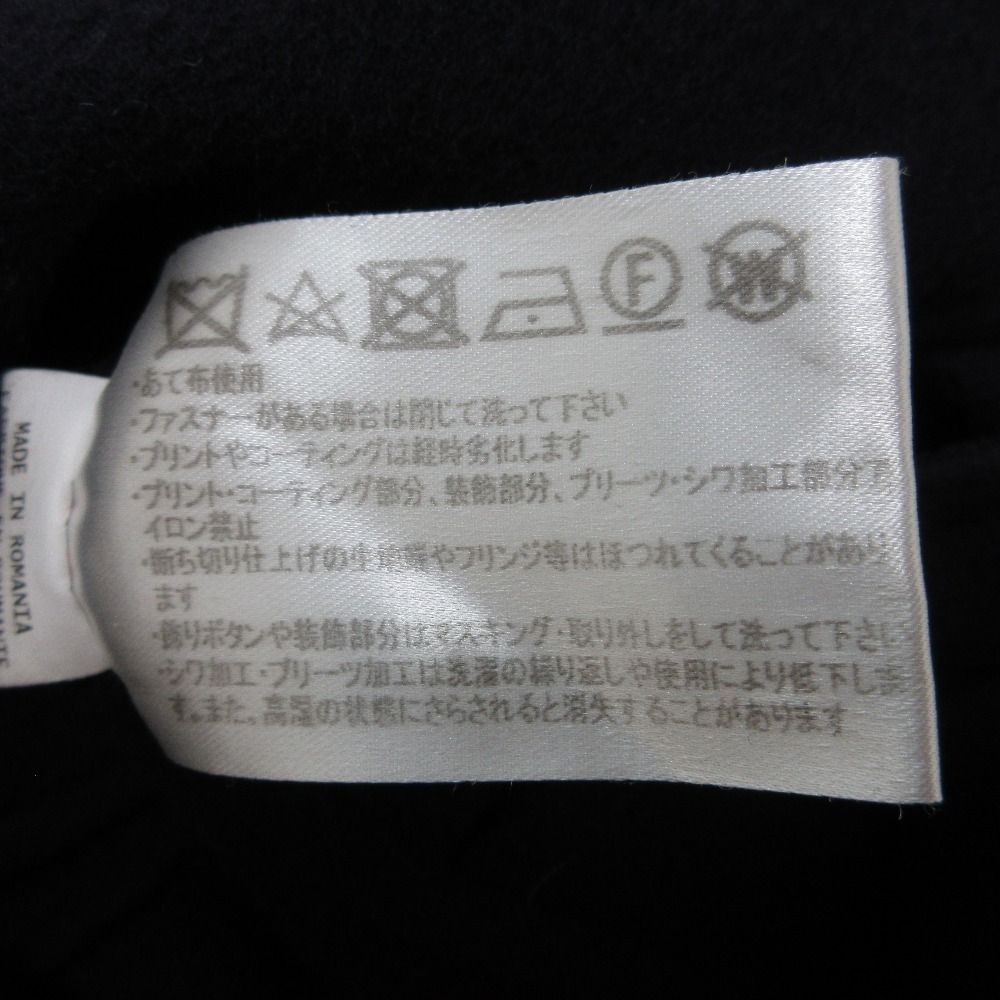 F
・あて布使用
・ファスナーがある場合は閉じて洗って下さい
・プリントやコーティングは経時劣化します
・プリント・コーティング部分、装飾部分、プリーツ・シワ加工部分ア
イロン禁止
・断ち切り仕上げの生地端やフリンジ等はほつれてくることがあり
ます
・飾りボタンや装飾部分はマスキング・取り外しをして洗って下さい
・シワ加工・プリーツ加工は洗濯の繰り返しや使用により低下しま
す。また、高湿の状態にさらされると消失することがあります
MADE IN ROMANIA